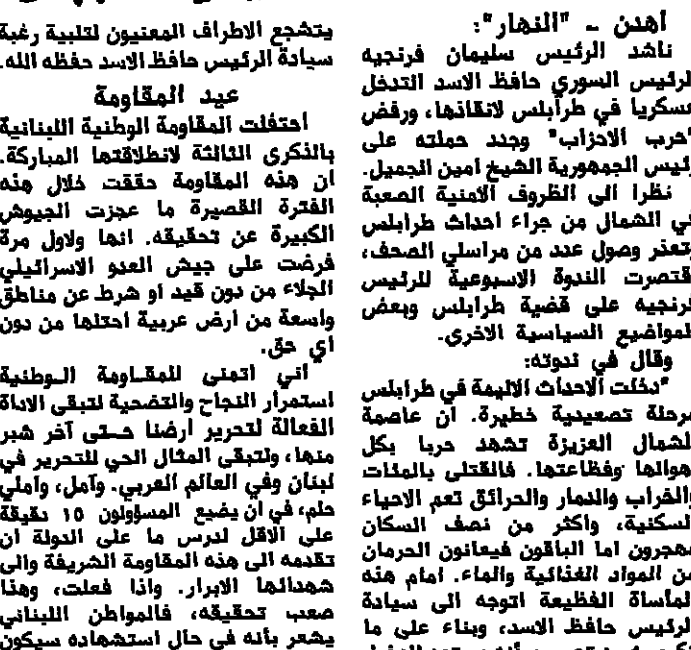 أهدن ـ "النهار":
ناشد الرئيس سليمان فرنجيه
الرئيس السوري حافظ الاسد التدخل
عسكريا في طرابلس لانقاذها، ورفض
"حرب الاحزاب" وجدد حملته على
رئيس الجمهورية الشيخ امين الجميل.
نظرا الى الظروف الامنية الصعبة
في الشمال من جراء احداث طرابلس
وتعذر وصول عدد من مراسلي الصحف،
اقتصرت الندوة الاسبوعية للرئيس
فرنجيه على قضية طرابلس وبعض
المواضيع السياسية الاخرى.
وقال في ندوته:
"دخلت الاحداث الاليمة في طرابلس
مرحلة تصعيدية خطيرة. ان عاصمة
الشمال العزيزة تشهد حربا بكل
اهوالها وفظاعتها. فالقتلى بالمئات
والخراب والدمار والحرائق تعم الاحياء
السكنية، واكثر من نصف السكان
مهجرون اما الباقون فيعانون الحرمان
من المواد الغذائية والماء. امام هذه
المأساة الفظيعة اتوجه الى سيادة
الرئيس حافظ الاسد، وبناء على ما
يتشجع الاطراف المعنيون لتلبية رغبة
سيادة الرئيس حافظ الاسد حفظه الله.
عيد المقاومة
احتفلت المقاومة الوطنية اللبنانية
بالذكرى الثالثة لانطلاقتها المباركة.
ان هذه المقاومة حققت خلال هذه
الفترة القصيرة ما عجزت الجيوش
الكبيرة عن تحقيقه. انها ولاول مرة
فرضت على جيش العدو الاسرائيلي
الجلاء من دون قيد او شرط عن مناطق
واسعة من ارض عربية احتلها من دون
اي حق.
اني اتمنى للمقاومة الوطنية
استمرار النجاح والتضحية لتبقى الاداة
الفعالة لتحرير ارضنا حتى آخر شبر
منها، ولتبقى المثال الحي للتحرير في
لبنان وفي العالم العربي. وآمل، واملي
حلم، في ان يضيع المسؤولون ١٥ دقيقة
على الاقل لدرس ما على الدولة ان
تقدمه الى هذه المقاومة الشريفة والى
شهدائها الابرار. واذا فعلت، وهذا
صعب تحقيقه، فالمواطن اللبناني
يشعر بأنه في حال استشهاده سيكون